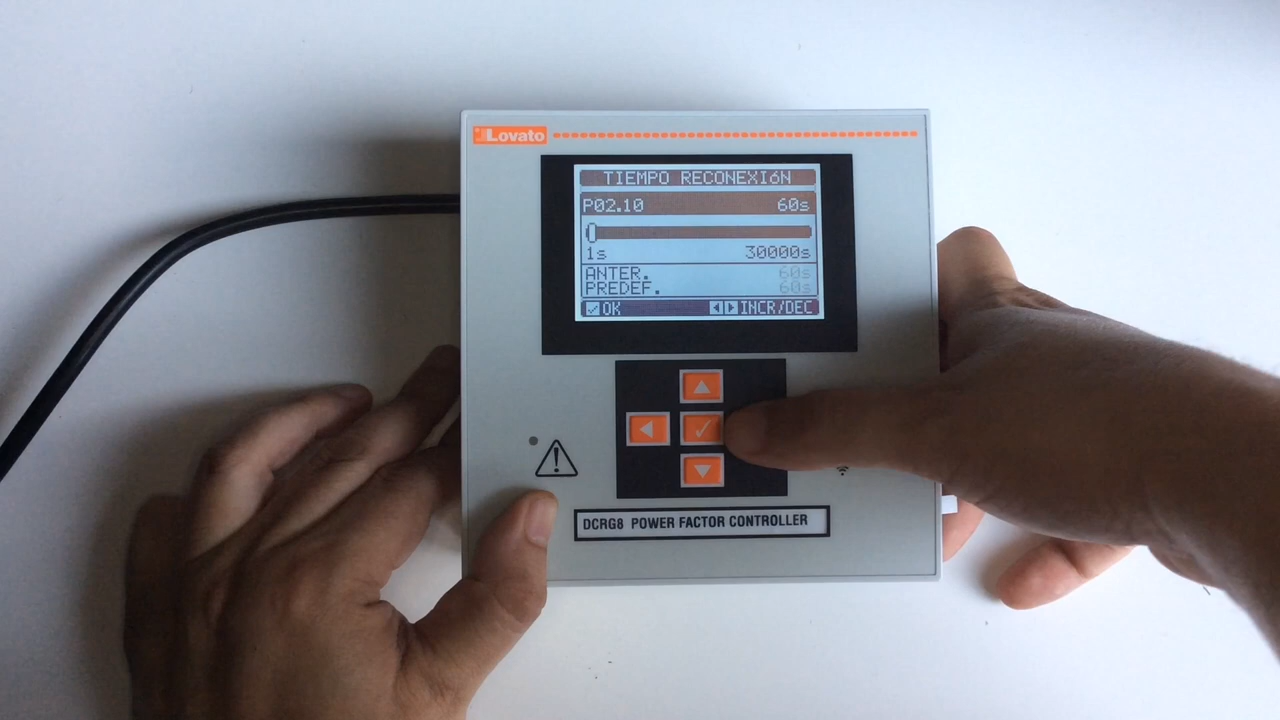 Lovato
TIEMPO RECONEXIóN
P02.10 60s
1s 30000s
ANTER. 60s
PREDEF. 60s
OK INCR/DEC
DCRG8 POWER FACTOR CONTROLLER